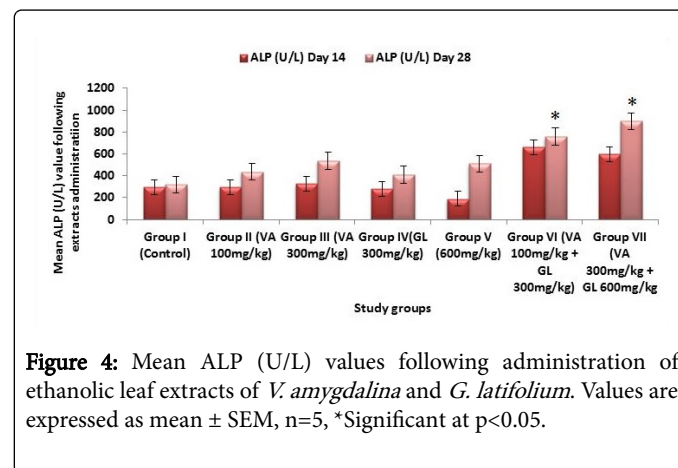 ALP (U/L) Day 14 ALP (U/L) Day 28
Mean ALP (U/L) value following
extracts administratiion
1200
1000
800
600
400
200
0
* *
Group I
(Control)
Group II (VA
100mg/kg)
Group III (VA
300mg/kg)
Group IV(GL
300mg/kg)
Group V
(600mg/kg)
Group VI (VA
100mg/kg +
GL
300mg/kg)
Group VII
(VA
300mg/kg +
GL 600mg/kg
Study groups
Figure 4: Mean ALP (U/L) values following administration of
ethanolic leaf extracts of V. amygdalina and G. latifolium. Values are
expressed as mean ± SEM, n=5, *Significant at p<0.05.